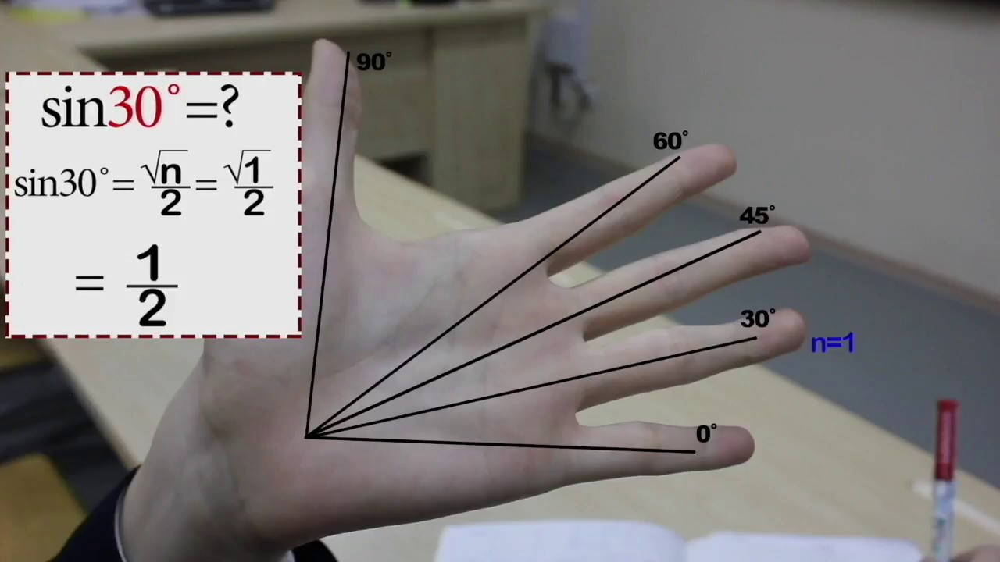 sin30°=?
sin30° = √n/2 = √1/2
= 1/2
90°
60°
45°
30°
n=1
0°